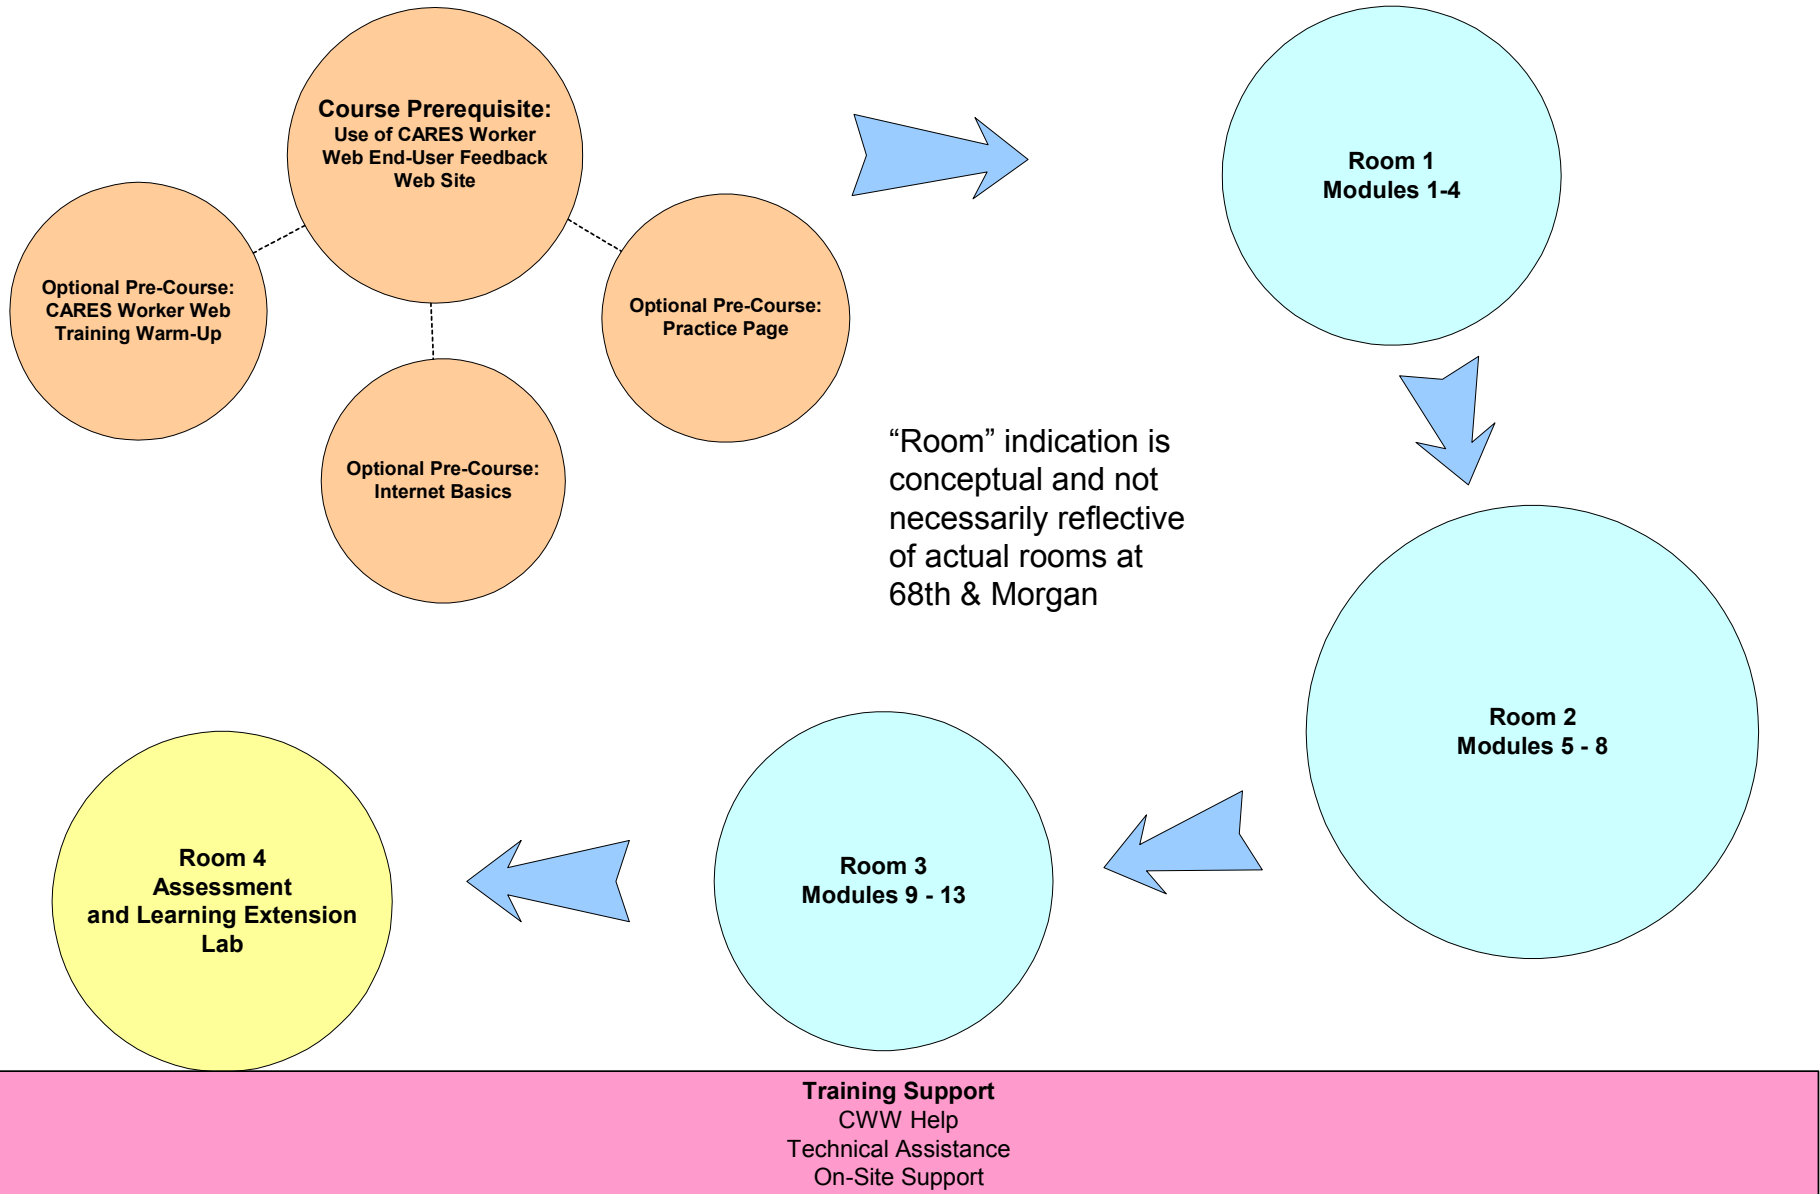 Course Prerequisite:
Use of CARES Worker
Web End-User Feedback
Web Site
Optional Pre-Course:
CARES Worker Web
Training Warm-Up
Optional Pre-Course:
Internet Basics
Optional Pre-Course:
Practice Page
Room 1
Modules 1-4
“Room” indication is
conceptual and not
necessarily reflective
of actual rooms at
68th & Morgan
Room 2
Modules 5 - 8
Room 3
Modules 9 - 13
Room 4
Assessment
and Learning Extension
Lab
Training Support
CWW Help
Technical Assistance
On-Site Support